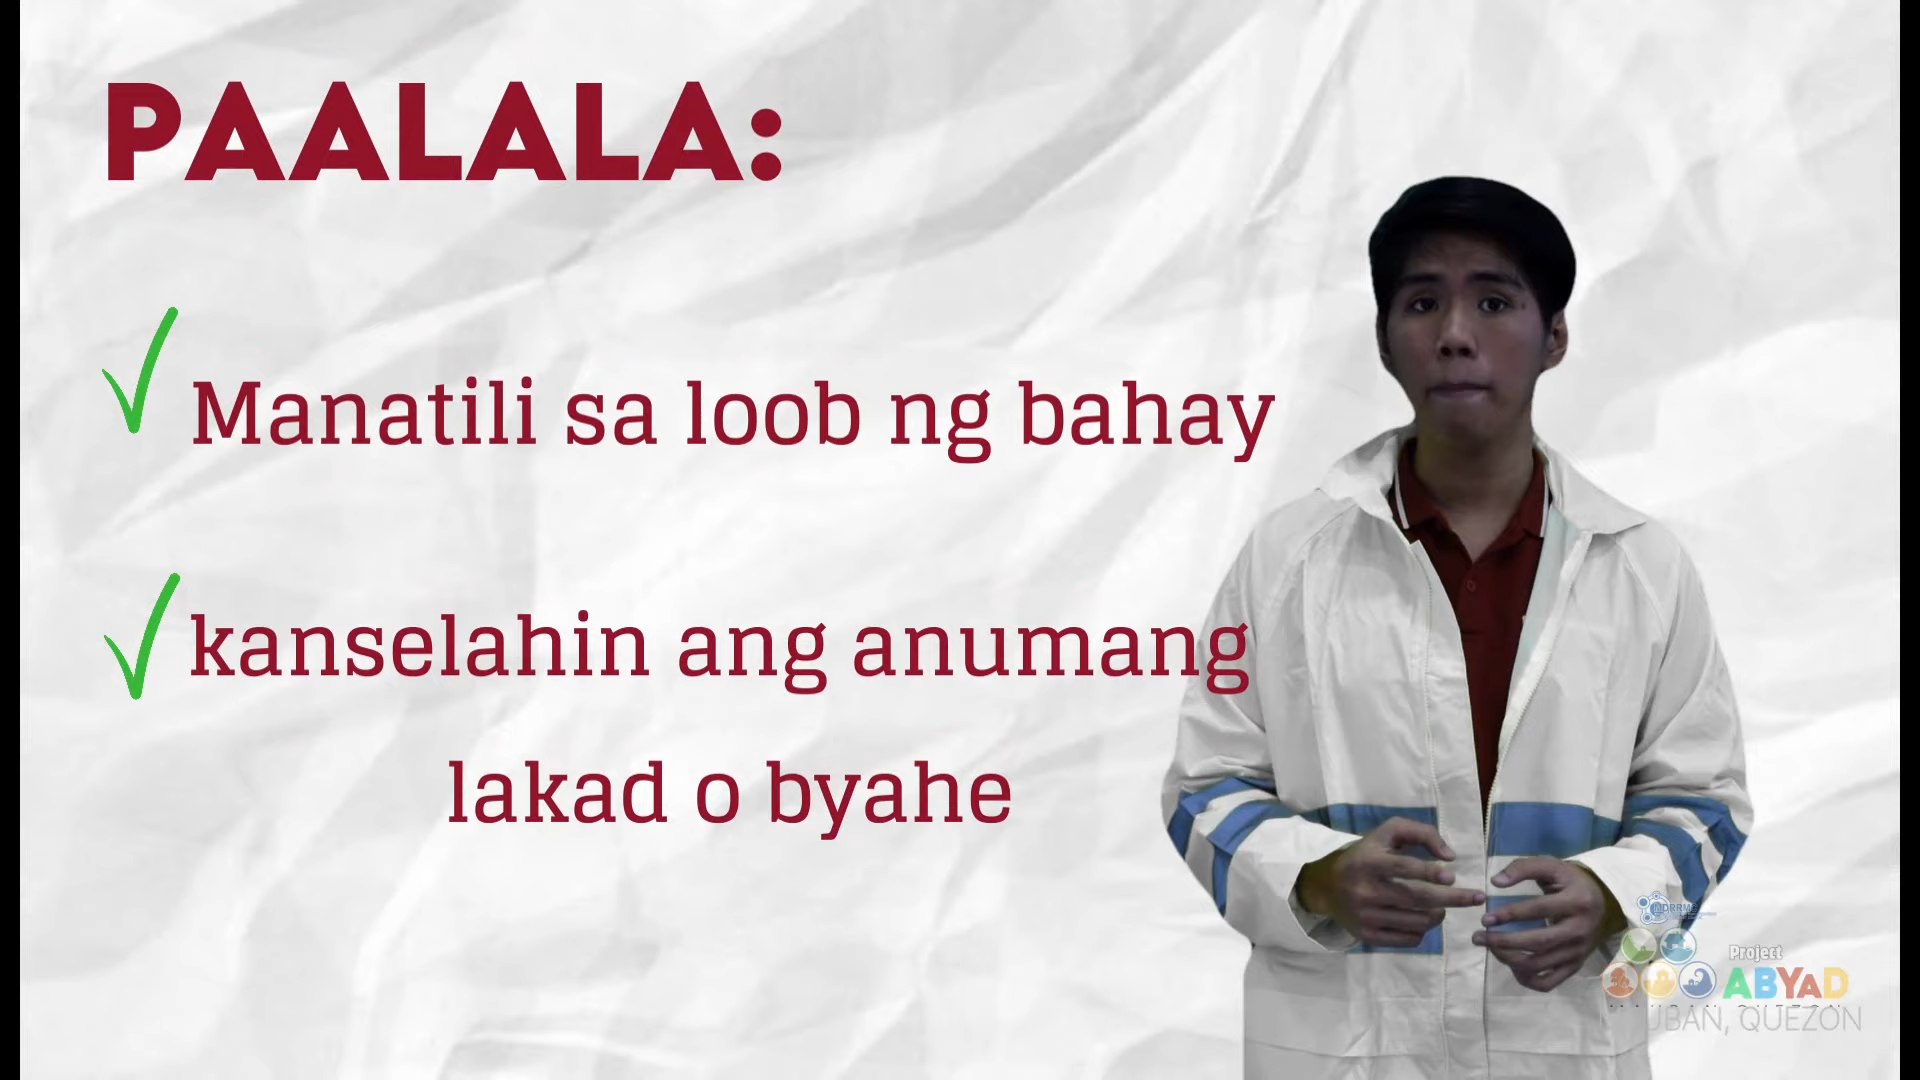 PAALALA:
Manatili sa loob ng bahay
kanselahin ang anumang
lakad o byahe
Project
ABYAD
QUEZON